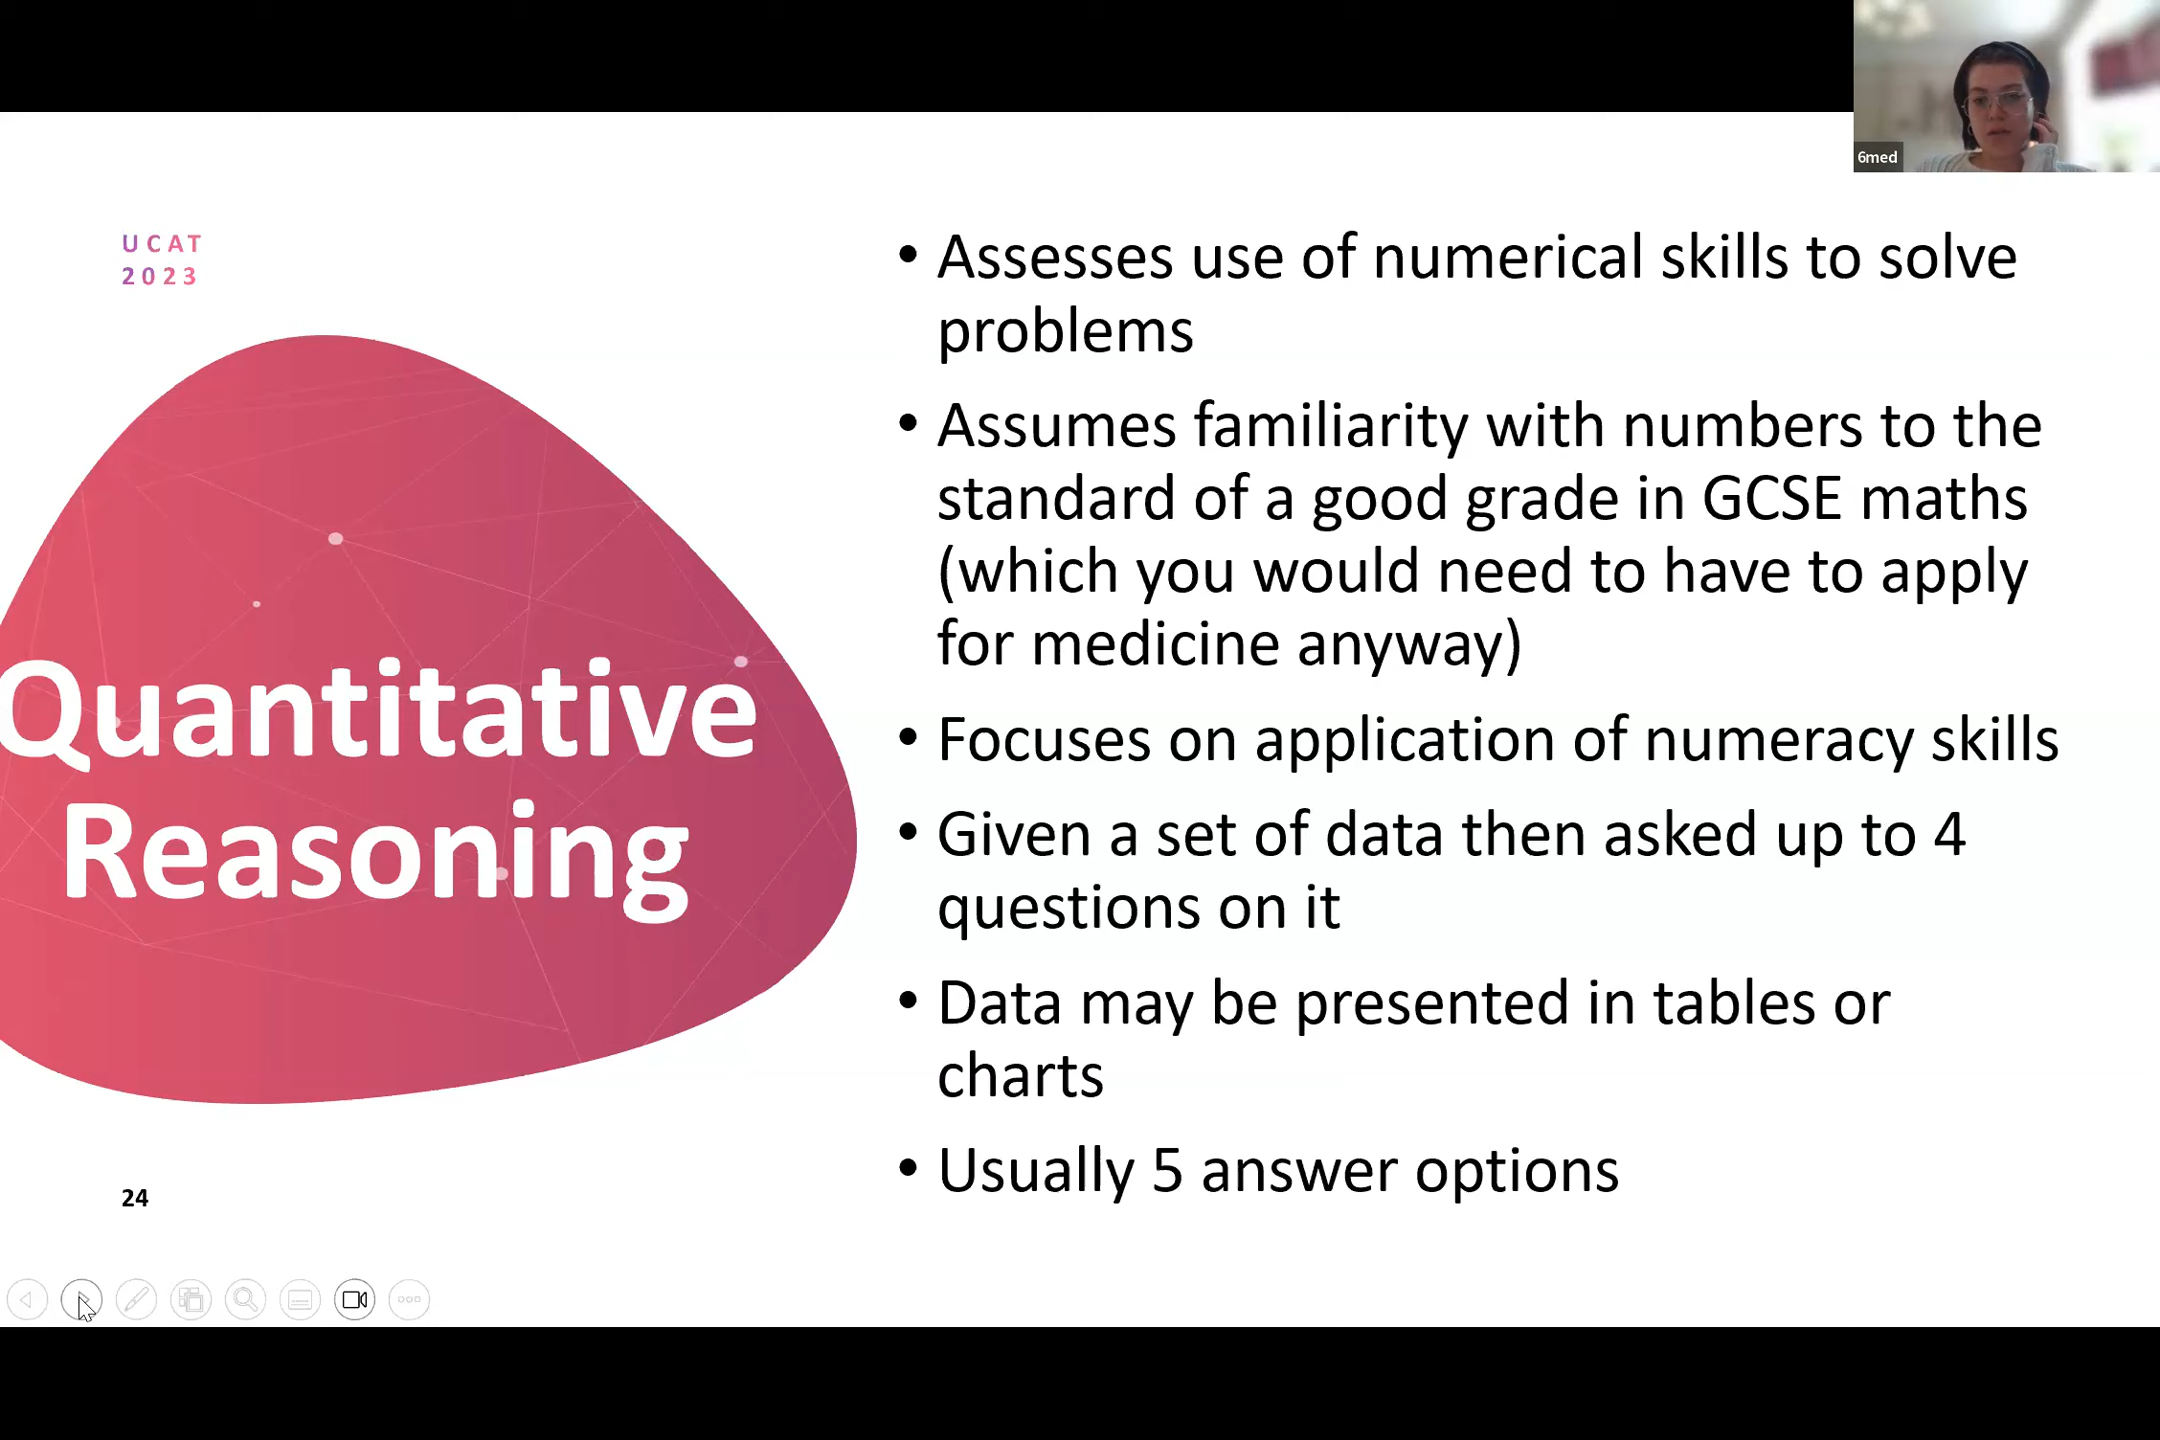 6med
UCAT
2023
Quantitative
Reasoning
• Assesses use of numerical skills to solve
problems
• Assumes familiarity with numbers to the
standard of a good grade in GCSE maths
(which you would need to have to apply
for medicine anyway)
• Focuses on application of numeracy skills
• Given a set of data then asked up to 4
questions on it
• Data may be presented in tables or
charts
• Usually 5 answer options
24